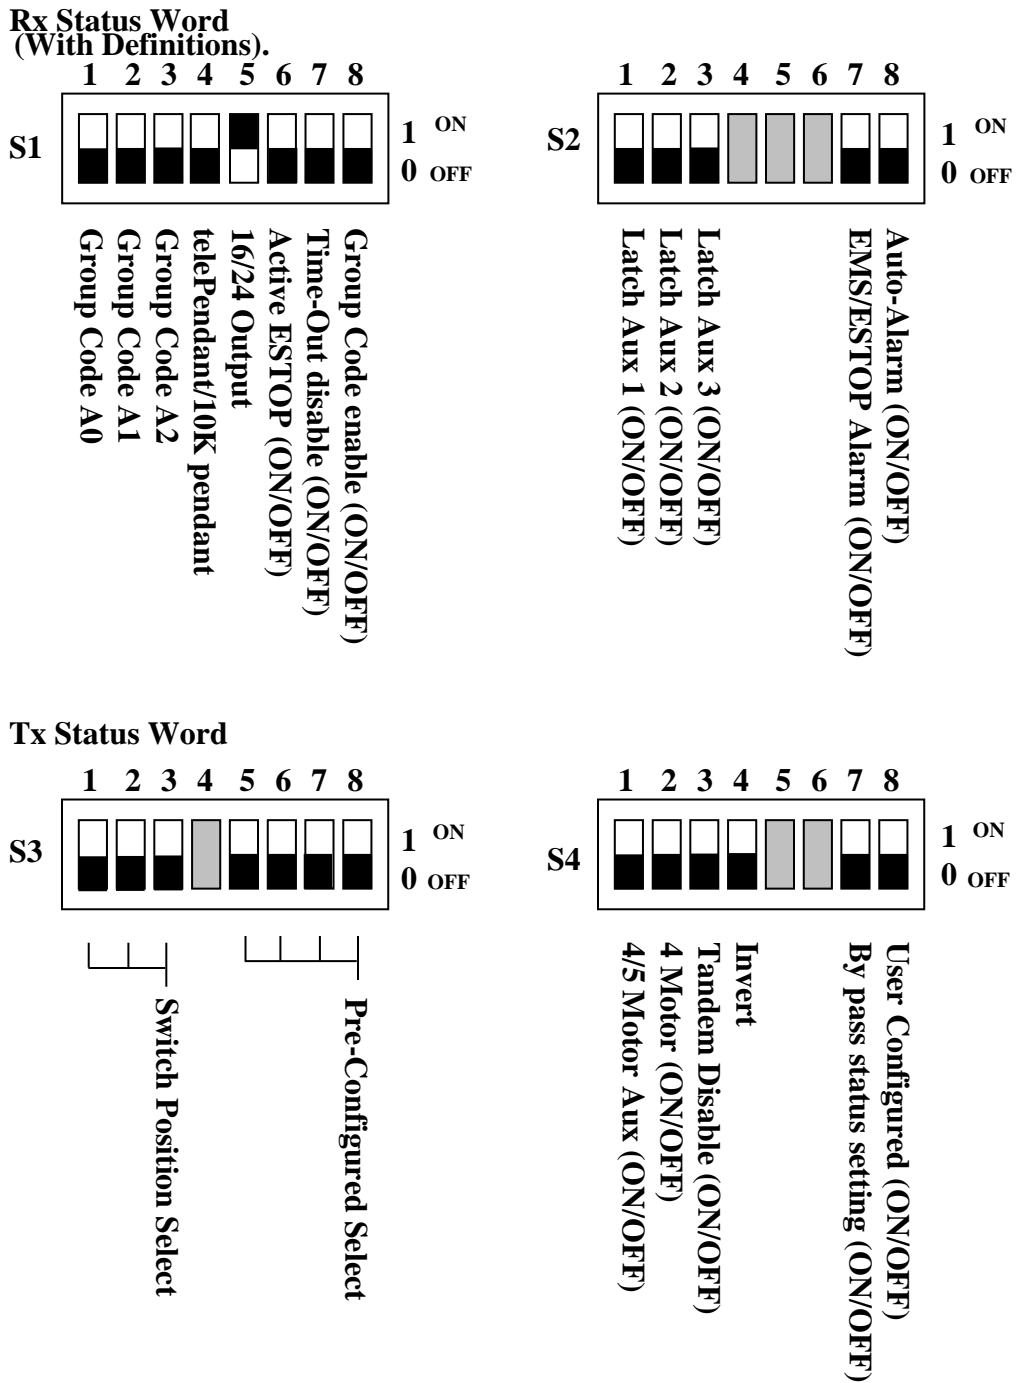 Rx Status Word
(With Definitions).
1 2 3 4 5 6 7 8
S1
1 ON
0 OFF
Group Code A0
Group Code A1
Group Code A2
telePendant/10K pendant
16/24 Output
Active ESTOP (ON/OFF)
Time-Out disable (ON/OFF)
Group Code enable (ON/OFF)
1 2 3 4 5 6 7 8
S2
1 ON
0 OFF
Latch Aux 1 (ON/OFF)
Latch Aux 2 (ON/OFF)
Latch Aux 3 (ON/OFF)
EMS/ESTOP Alarm (ON/OFF)
Auto-Alarm (ON/OFF)
Tx Status Word
1 2 3 4 5 6 7 8
S3
1 ON
0 OFF
Switch Position Select
Pre-Configured Select
1 2 3 4 5 6 7 8
S4
1 ON
0 OFF
4/5 Motor Aux (ON/OFF)
4 Motor (ON/OFF)
Tandem Disable (ON/OFF)
Invert
By pass status setting (ON/OFF)
User Configured (ON/OFF)